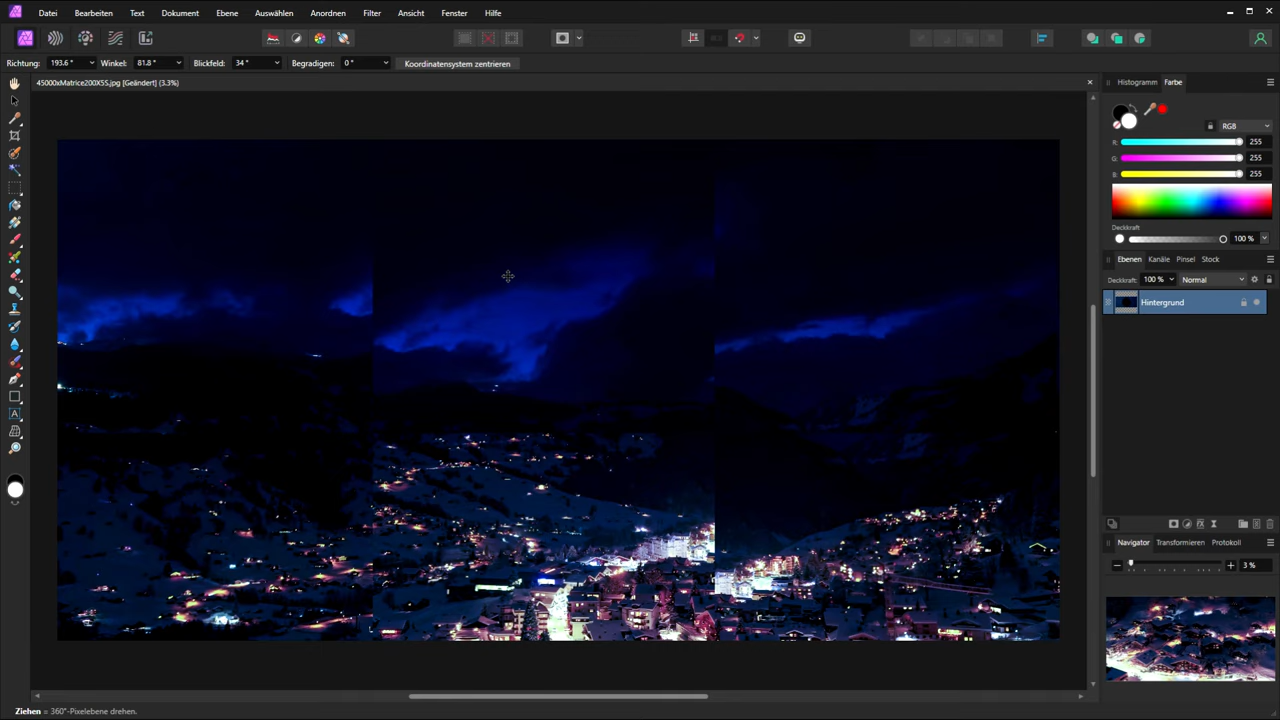 Datei Bearbeiten Text Dokument Ebene Auswählen Anordnen Filter Ansicht Fenster Hilfe
Richtung: 193.6 ° Winkel: 81.8 ° Blickfeld: 34 ° Begradigen: 0 ° Koordinatensystem zentrieren
45000xMatrice200X5S.jpg [Geändert] (3.3%)
Histogramm Farbe
RGB
R: 255
G: 255
B: 255
Deckkraft
100 %
Ebenen Kanäle Pinsel Stock
Deckkraft: 100 % Normal
Hintergrund
Navigator Transformieren Protokoll
3 %
Ziehen = 360°-Pixelebene drehen.